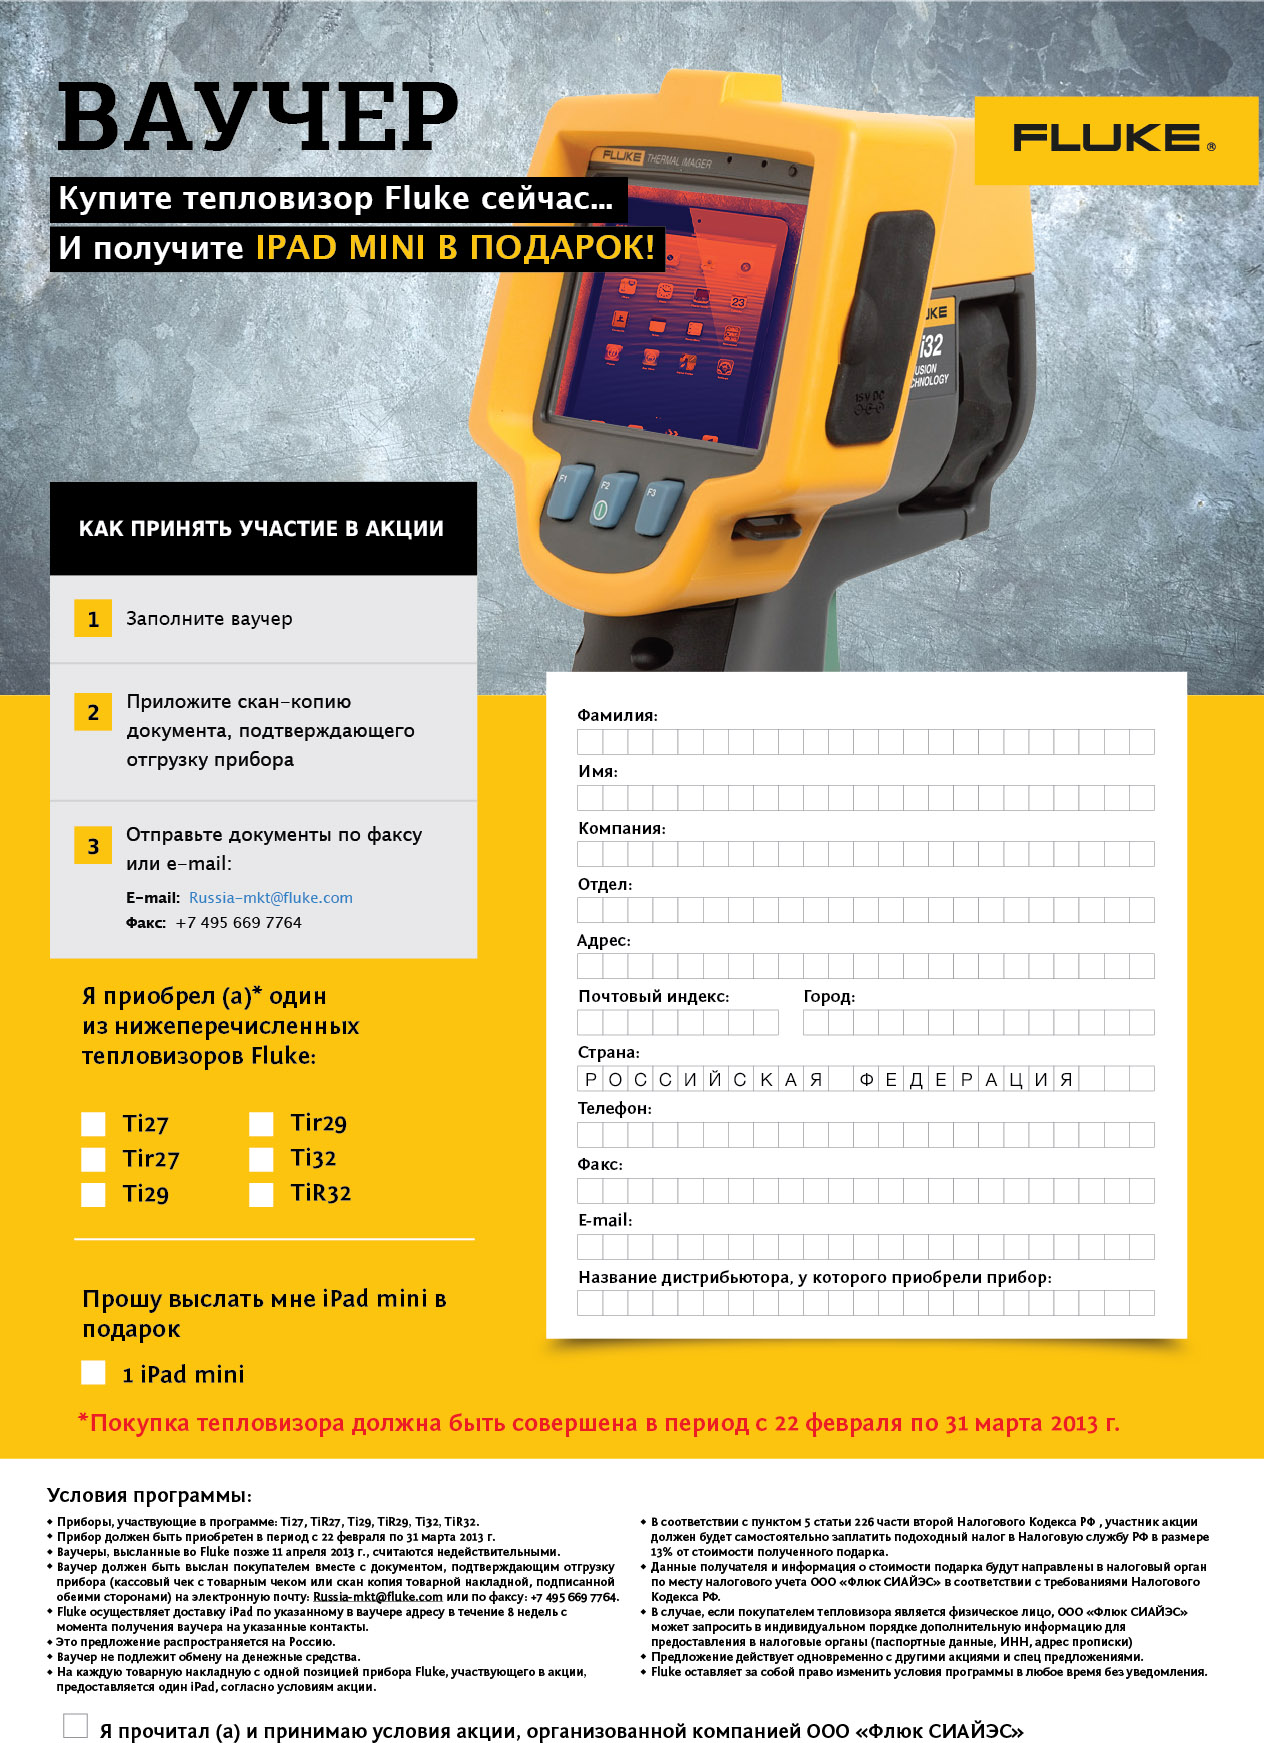 ВАУЧЕР
Купите тепловизор Fluke сейчас...
И получите IPAD MINI В ПОДАРОК!
FLUKE®
FLUKE THERMAL IMAGER
23
15V DC
F1
F2
F3
КАК ПРИНЯТЬ УЧАСТИЕ В АКЦИИ
1 Заполните ваучер
2 Приложите скан-копию
документа, подтверждающего
отгрузку прибора
3 Отправьте документы по факсу
или e-mail:
E-mail: Russia-mkt@fluke.com
Факс: +7 495 669 7764
Я приобрел (а)* один
из нижеперечисленных
тепловизоров Fluke:
Ti27 Tir29
Tir27 Ti32
Ti29 TiR32
Прошу выслать мне iPad mini в
подарок
1 iPad mini
Фамилия:
Имя:
Компания:
Отдел:
Адрес:
Почтовый индекс: Город:
Страна:
РОССИЙСКАЯ ФЕДЕРАЦИЯ
Телефон:
Факс:
E-mail:
Название дистрибьютора, у которого приобрели прибор:
*Покупка тепловизора должна быть совершена в период с 22 февраля по 31 марта 2013 г.
Условия программы:
Приборы, участвующие в программе: Ti27, TiR27, Ti29, TiR29, Ti32, TiR32.
Прибор должен быть приобретен в период с 22 февраля по 31 марта 2013 г.
Ваучеры, высланные во Fluke позже 11 апреля 2013 г., считаются недействительными.
Ваучер должен быть выслан покупателем вместе с документом, подтверждающим отгрузку
прибора (кассовый чек с товарным чеком или скан копия товарной накладной, подписанной
обеими сторонами) на электронную почту: Russia-mkt@fluke.com или по факсу: +7 495 669 7764.
Fluke осуществляет доставку iPad по указанному в ваучере адресу в течение 8 недель с
момента получения ваучера на указанные контакты.
Это предложение распространяется на Россию.
Ваучер не подлежит обмену на денежные средства.
На каждую товарную накладную с одной позицией прибора Fluke, участвующего в акции,
предоставляется один iPad, согласно условиям акции.
В соответствии с пунктом 5 статьи 226 части второй Налогового Кодекса РФ , участник акции
должен будет самостоятельно заплатить подоходный налог в Налоговую службу РФ в размере
13% от стоимости полученного подарка.
Данные получателя и информация о стоимости подарка будут направлены в налоговый орган
по месту налогового учета ООО «Флюк СИАЙЭС» в соответствии с требованиями Налогового
Кодекса РФ.
В случае, если покупателем тепловизора является физическое лицо, ООО «Флюк СИАЙЭС»
может запросить в индивидуальном порядке дополнительную информацию для
предоставления в налоговые органы (паспортные данные, ИНН, адрес прописки)
Предложение действует одновременно с другими акциями и спец предложениями.
Fluke оставляет за собой право изменить условия программы в любое время без уведомления.
Я прочитал (а) и принимаю условия акции, организованной компанией ООО «Флюк СИАЙЭС»